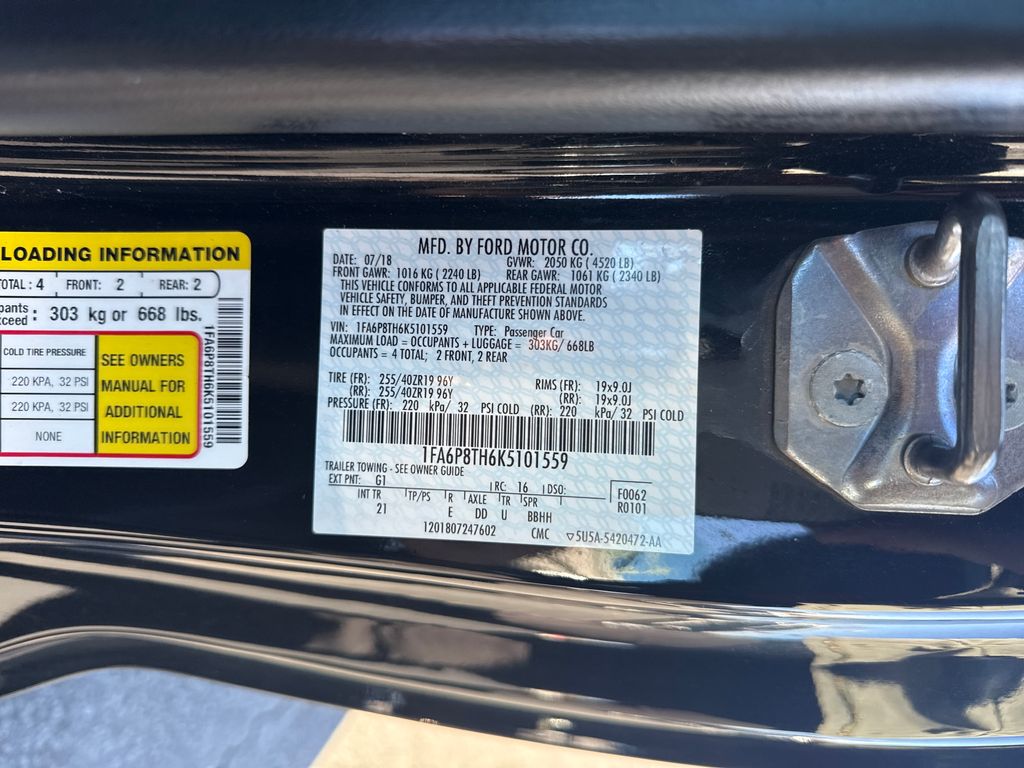 LOADING INFORMATION
TOTAL: 4 FRONT: 2 REAR: 2
pants
xceed : 303 kg or 668 lbs.
COLD TIRE PRESSURE
220 KPA, 32 PSI
220 KPA, 32 PSI
NONE
SEE OWNERS
MANUAL FOR
ADDITIONAL
INFORMATION
1FA6P8TH6K5101559
MFD. BY FORD MOTOR CO.
DATE: 07/18 GVWR: 2050 KG ( 4520 LB)
FRONT GAWR: 1016 KG ( 2240 LB) REAR GAWR: 1061 KG ( 2340 LB)
THIS VEHICLE CONFORMS TO ALL APPLICABLE FEDERAL MOTOR
VEHICLE SAFETY, BUMPER, AND THEFT PREVENTION STANDARDS
IN EFFECT ON THE DATE OF MANUFACTURE SHOWN ABOVE.
VIN: 1FA6P8TH6K5101559 TYPE: Passenger Car
MAXIMUM LOAD = OCCUPANTS + LUGGAGE = 303KG/ 668LB
OCCUPANTS = 4 TOTAL; 2 FRONT, 2 REAR
TIRE (FR): 255/40ZR19 96Y RIMS (FR): 19x9.0J
(RR): 255/40ZR19 96Y (RR): 19x9.0J
PRESSURE (FR): 220 kPa/ 32 PSI COLD (RR): 220 kPa/ 32 PSI COLD
1FA6P8TH6K5101559
TRAILER TOWING - SEE OWNER GUIDE
EXT PNT: G1 RC: 16 DSO: F0062
INT TR TP/PS R AXLE TR SPR R0101
21 E DD U BBHH
1201807247602 CMC ▽5U5A-5420472-AA